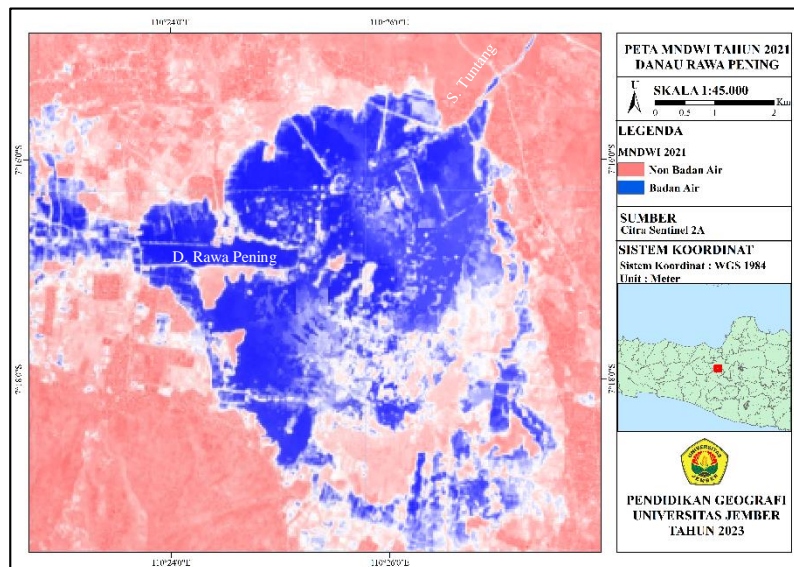 110°24'0"E
110°26'0"E
S. Tuntang
7°16'0"S
7°16'0"S
D. Rawa Pening
7°18'0"S
7°18'0"S
110°24'0"E
110°26'0"E
PETA MNDWI TAHUN 2021
DANAU RAWA PENING
U
SKALA 1:45.000
Km
0 0.5 1 2
LEGENDA
MNDWI 2021
Non Badan Air
Badan Air
SUMBER
Citra Sentinel 2A
SISTEM KOORDINAT
Sistem Koordinat : WGS 1984
Unit : Meter
UNIVERSITAS
JEMBER
PENDIDIKAN GEOGRAFI
UNIVERSITAS JEMBER
TAHUN 2023